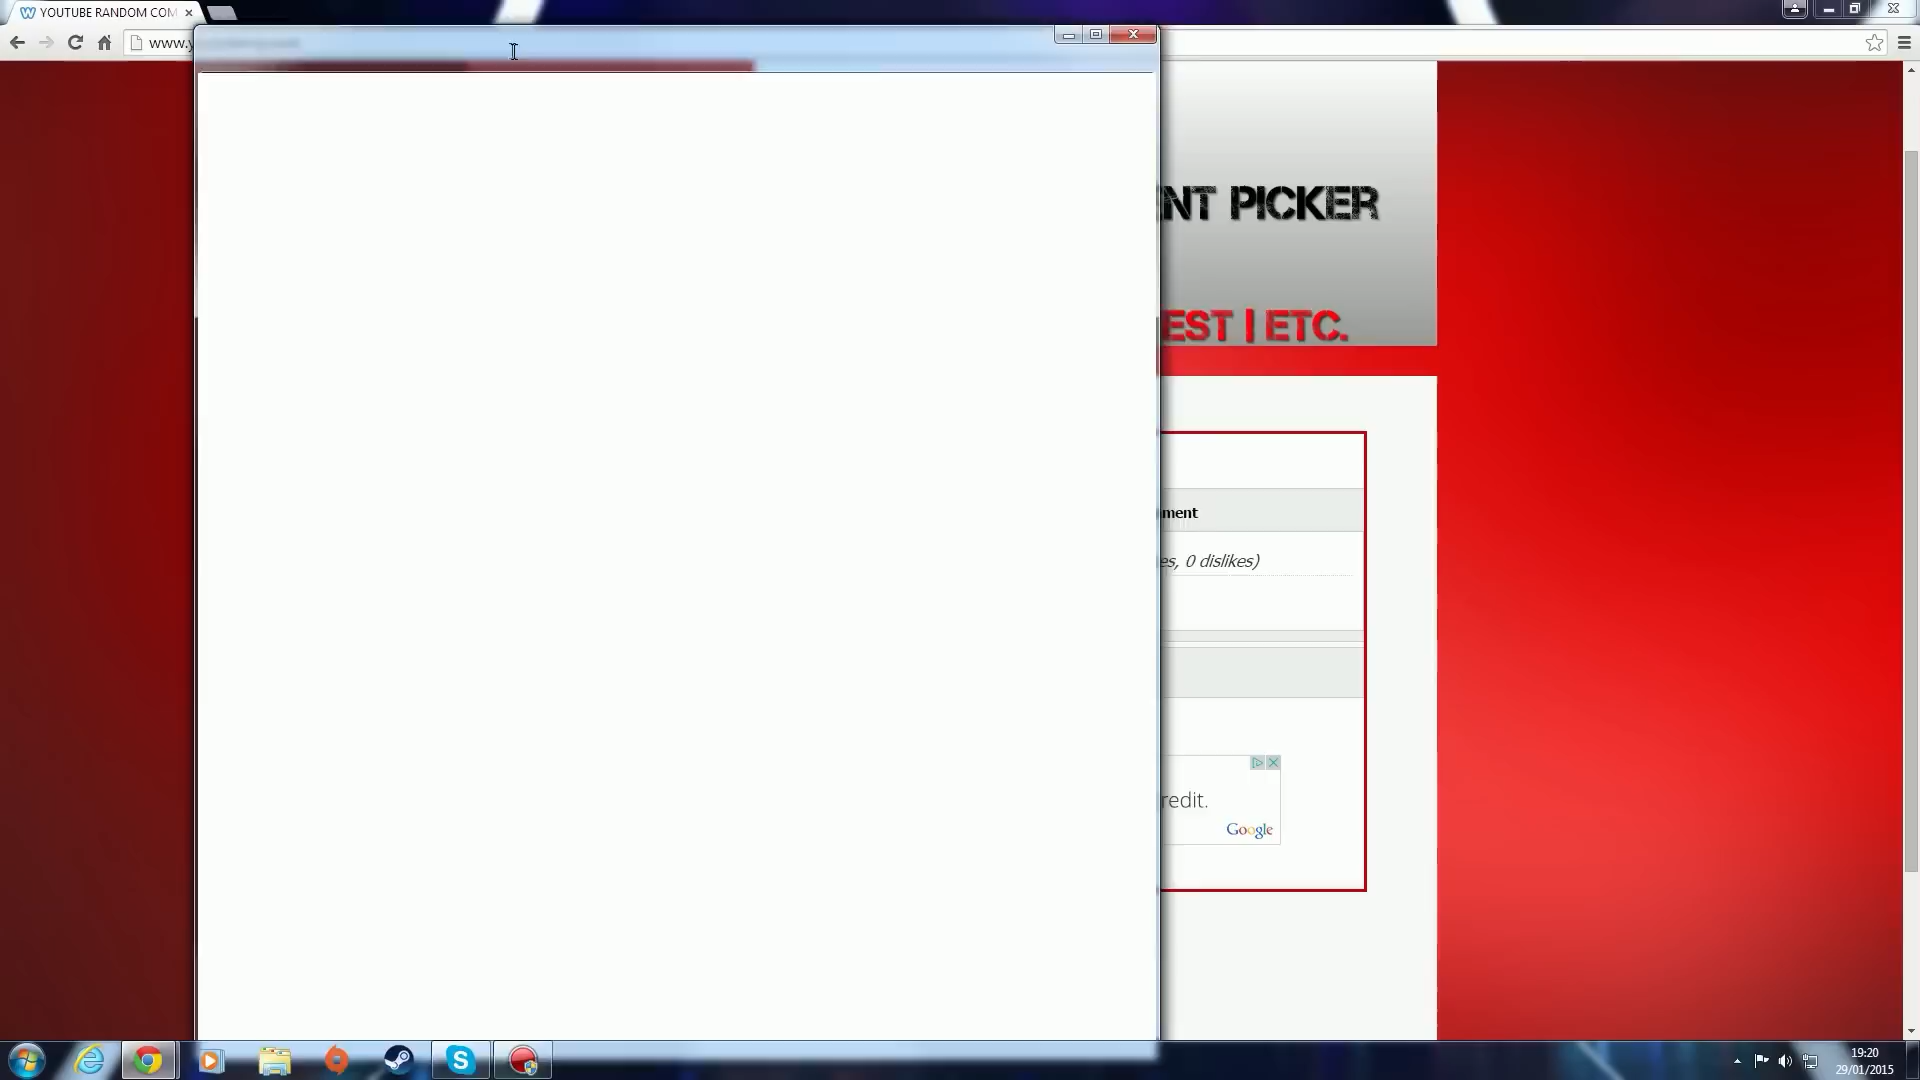 YOUTUBE RANDOM COM
www.y
NT PICKER
EST | ETC.
ment
es, 0 dislikes)
redit.
Google
19:20
29/01/2015